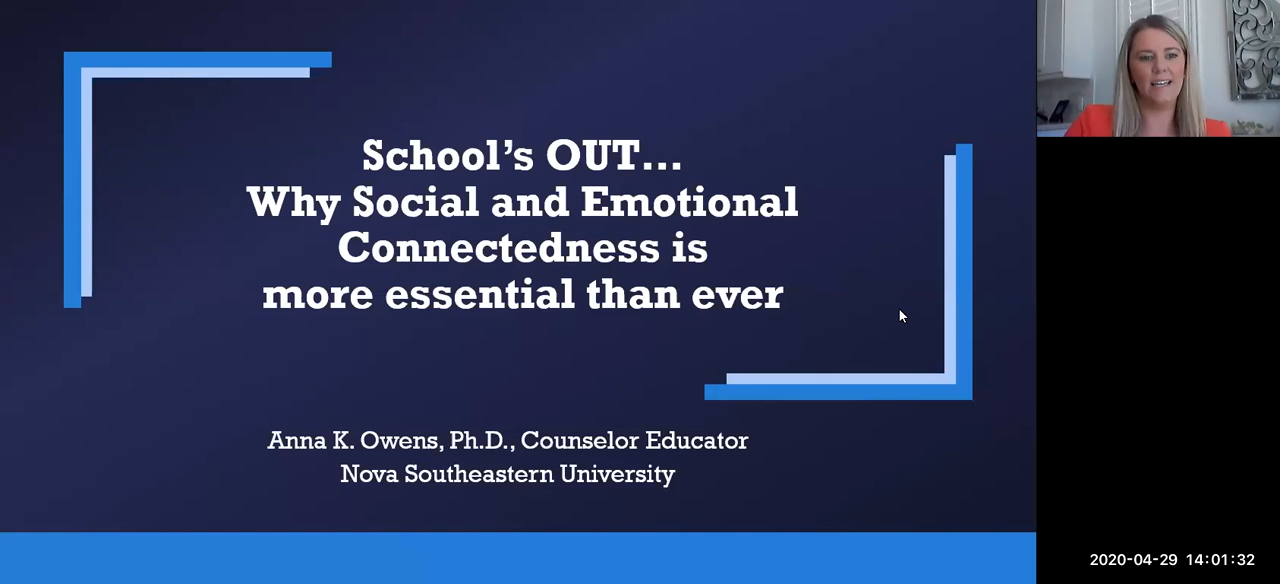 School's OUT...
Why Social and Emotional
Connectedness is
more essential than ever
Anna K. Owens, Ph.D., Counselor Educator
Nova Southeastern University
2020-04-29 14:01:32